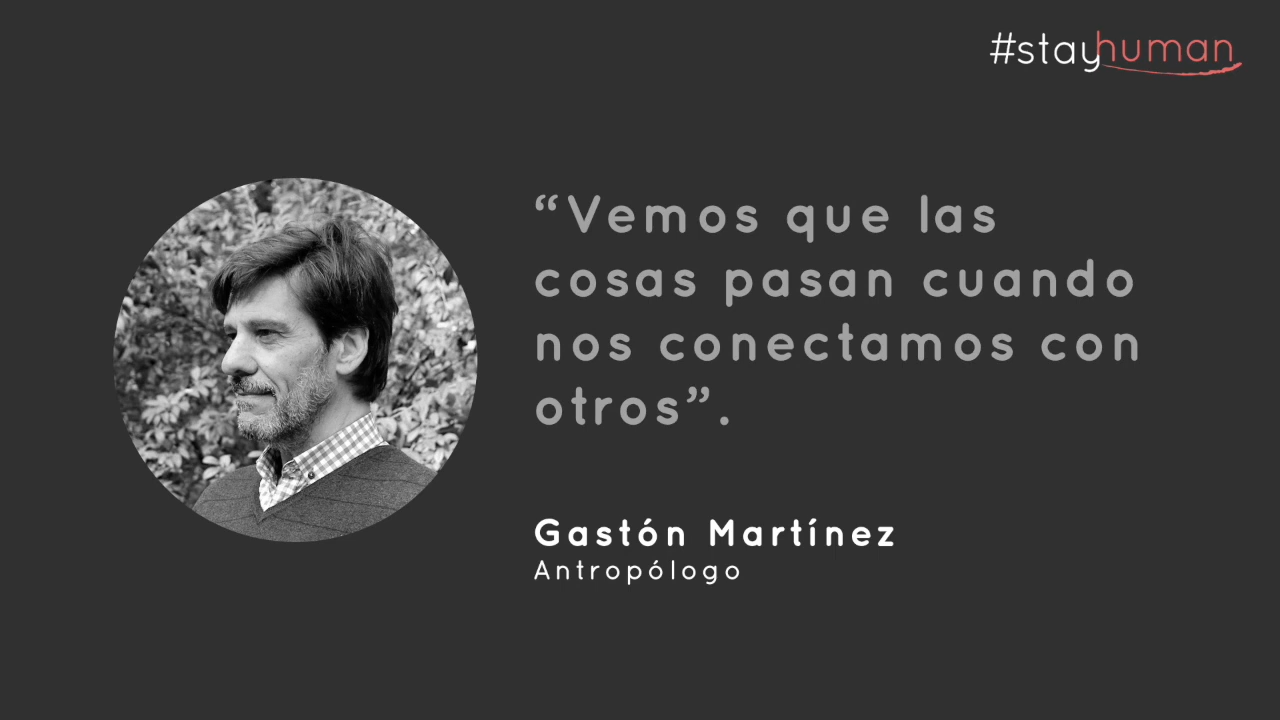 #stayhuman
“Vemos que las
cosas pasan cuando
nos conectamos con
otros”.
Gastón Martínez
Antropólogo